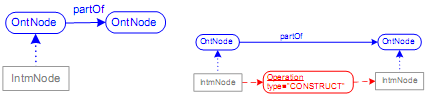 partOf
OntNode OntNode
IntmNode
partOf
OntNode OntNode
IntmNode Operation type="CONSTRUCT" IntmNode